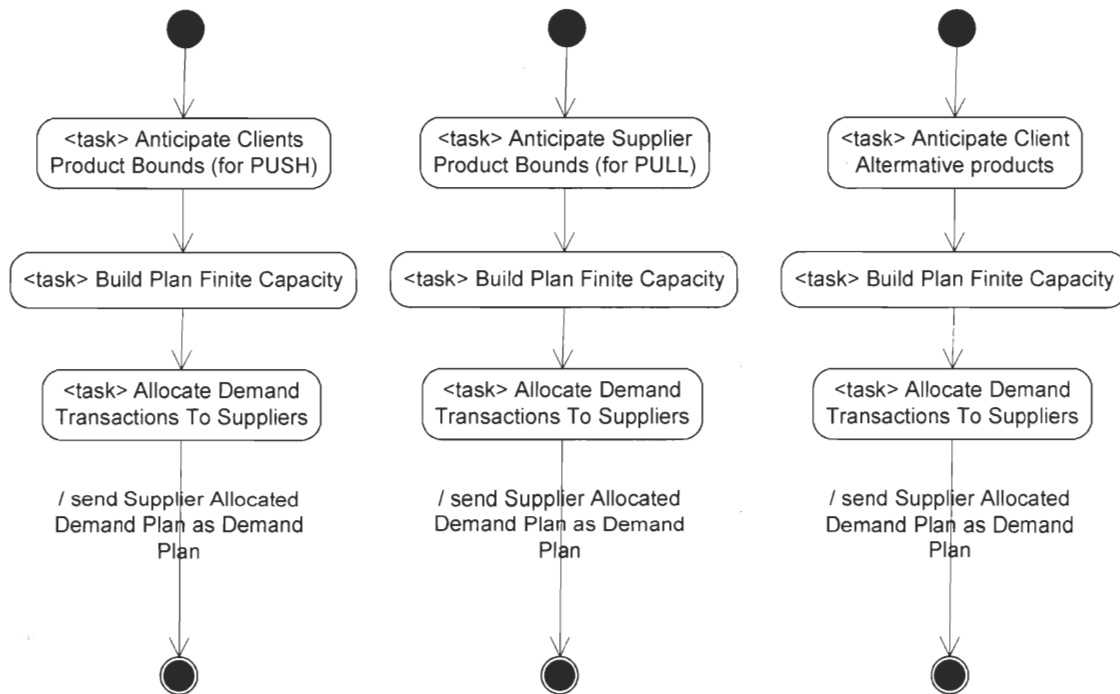 <task> Anticipate Clients
Product Bounds (for PUSH)
<task> Build Plan Finite Capacity
<task> Allocate Demand
Transactions To Suppliers
/ send Supplier Allocated
Demand Plan as Demand
Plan
<task> Anticipate Supplier
Product Bounds (for PULL)
<task> Build Plan Finite Capacity
<task> Allocate Demand
Transactions To Suppliers
/ send Supplier Allocated
Demand Plan as Demand
Plan
<task> Anticipate Client
Altermative products
<task> Build Plan Finite Capacity
<task> Allocate Demand
Transactions To Suppliers
/ send Supplier Allocated
Demand Plan as Demand
Plan